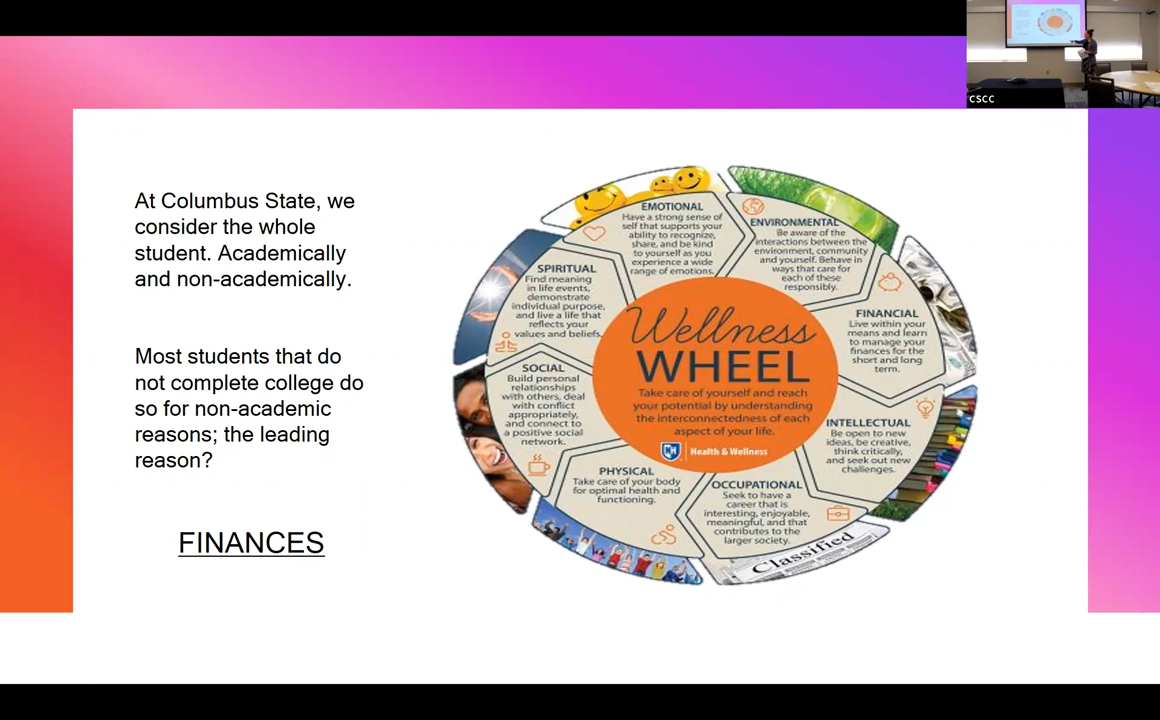 CSCC
At Columbus State, we
consider the whole
student. Academically
and non-academically.
Most students that do
not complete college do
so for non-academic
reasons; the leading
reason?
FINANCES
EMOTIONAL
Have a strong sense of
self that supports your
ability to recognize,
share, and be kind
to yourself as you
experience a wide
range of emotions.
ENVIRONMENTAL
Be aware of the
interactions between the
environment, community
and yourself. Behave in
ways that care for
each of these
responsibly.
FINANCIAL
Live within your
means and learn
to manage your
finances for the
short and long
term.
INTELLECTUAL
Be open to new
ideas, be creative,
think critically,
and seek out new
challenges.
OCCUPATIONAL
Seek to have a
career that is
interesting, enjoyable,
meaningful, and that
contributes to the
larger society.
Classified
PHYSICAL
Take care of your body
for optimal health and
functioning.
SOCIAL
Build personal
relationships
with others, deal
with conflict
appropriately,
and connect to
a positive social
network.
SPIRITUAL
Find meaning
in life events,
demonstrate
individual purpose,
and live a life that
reflects your
values and beliefs.
Wellness
WHEEL
Take care of yourself and reach
your potential by understanding
the interconnectedness of each
aspect of your life.
Health & Wellness